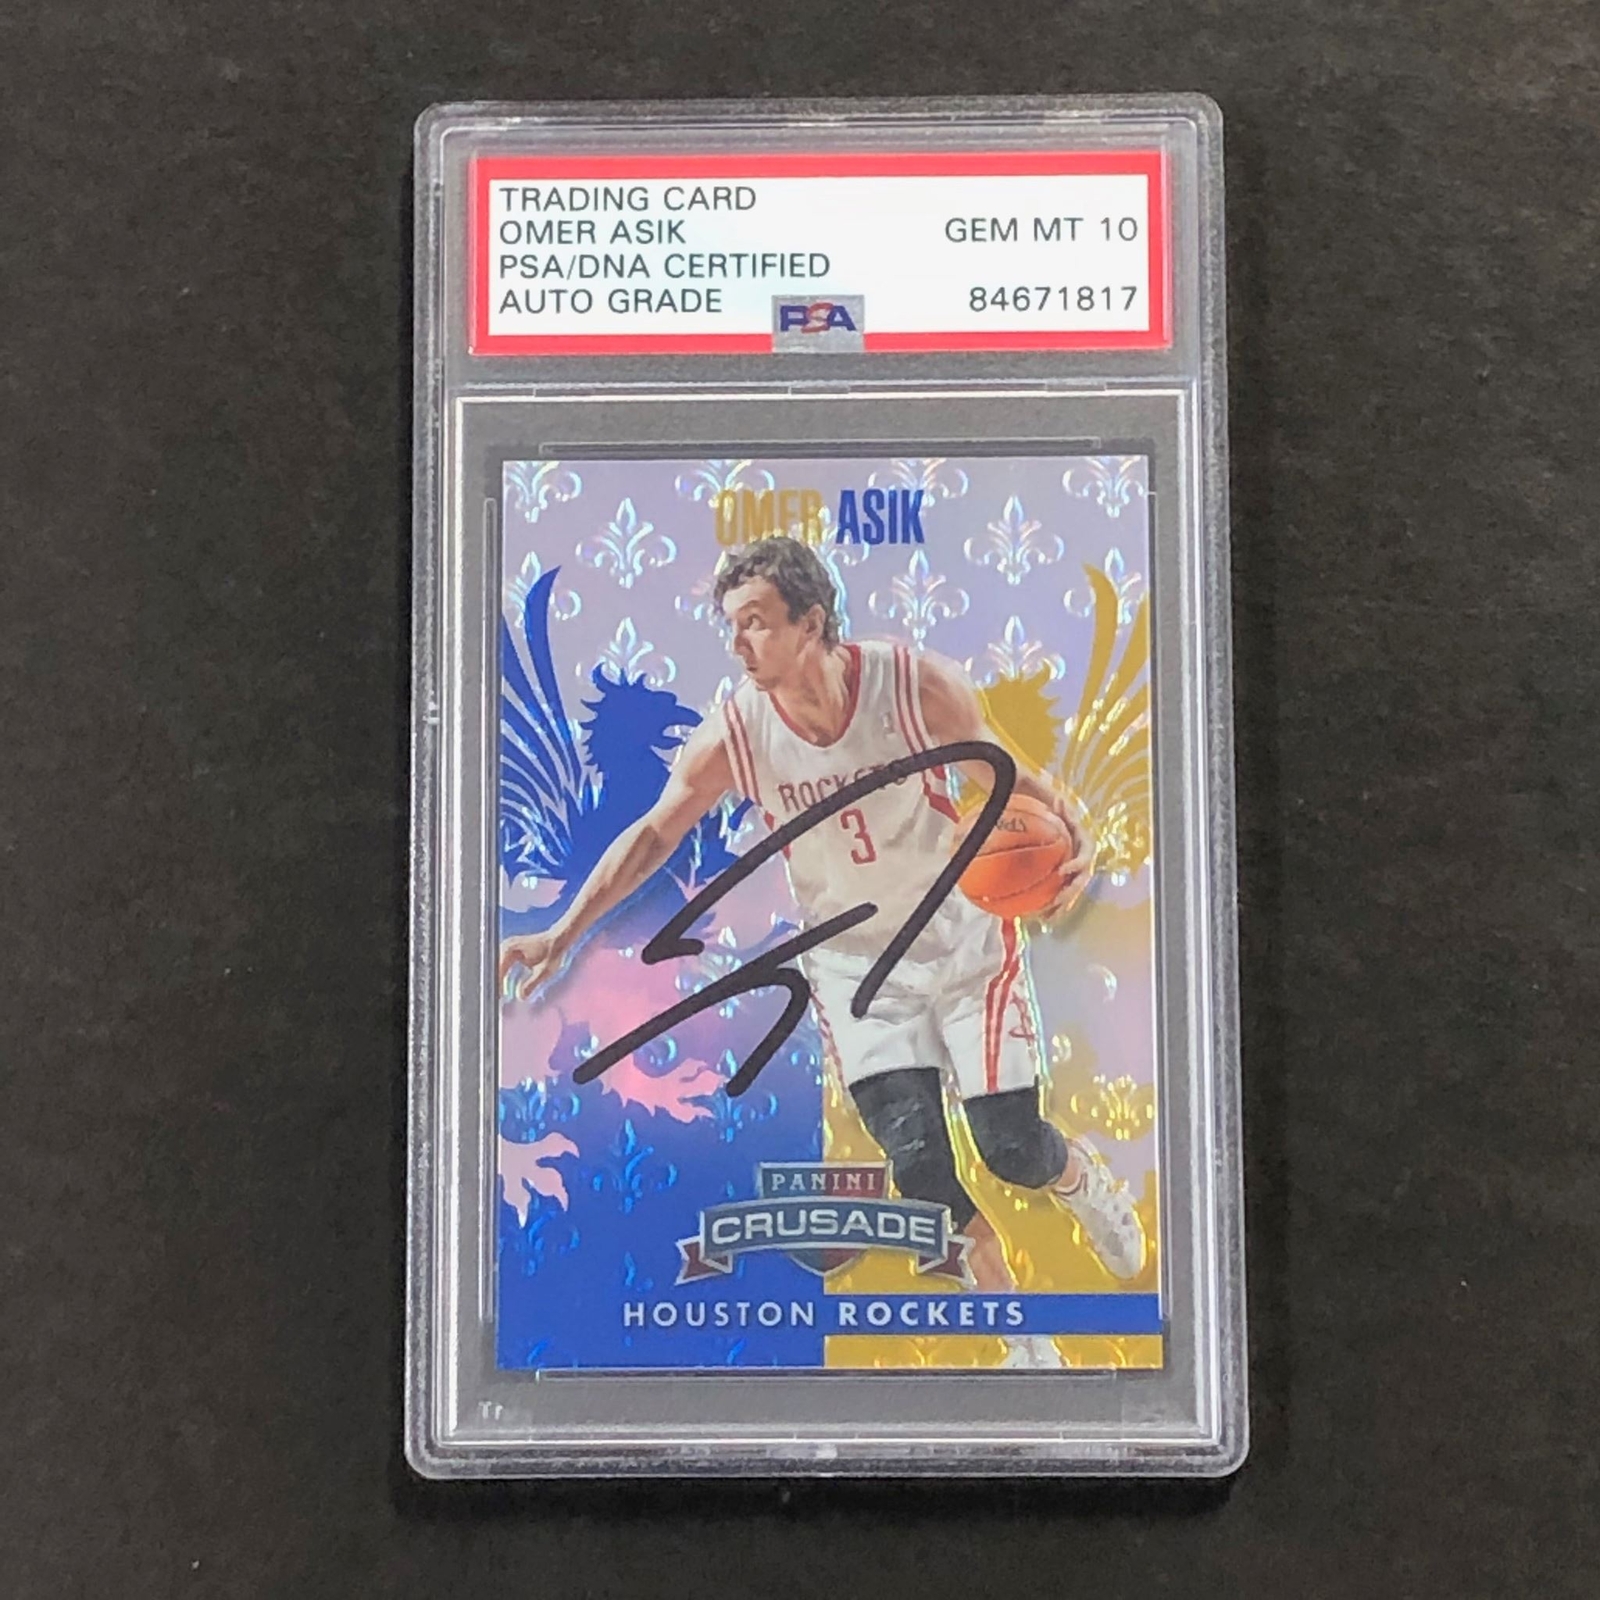 TRADING CARD
OMER ASIK GEM MT 10
PSA/DNA CERTIFIED
AUTO GRADE 84671817
PSA
OMER ASIK
ROCKETS
3
PANINI
CRUSADE
HOUSTON ROCKETS